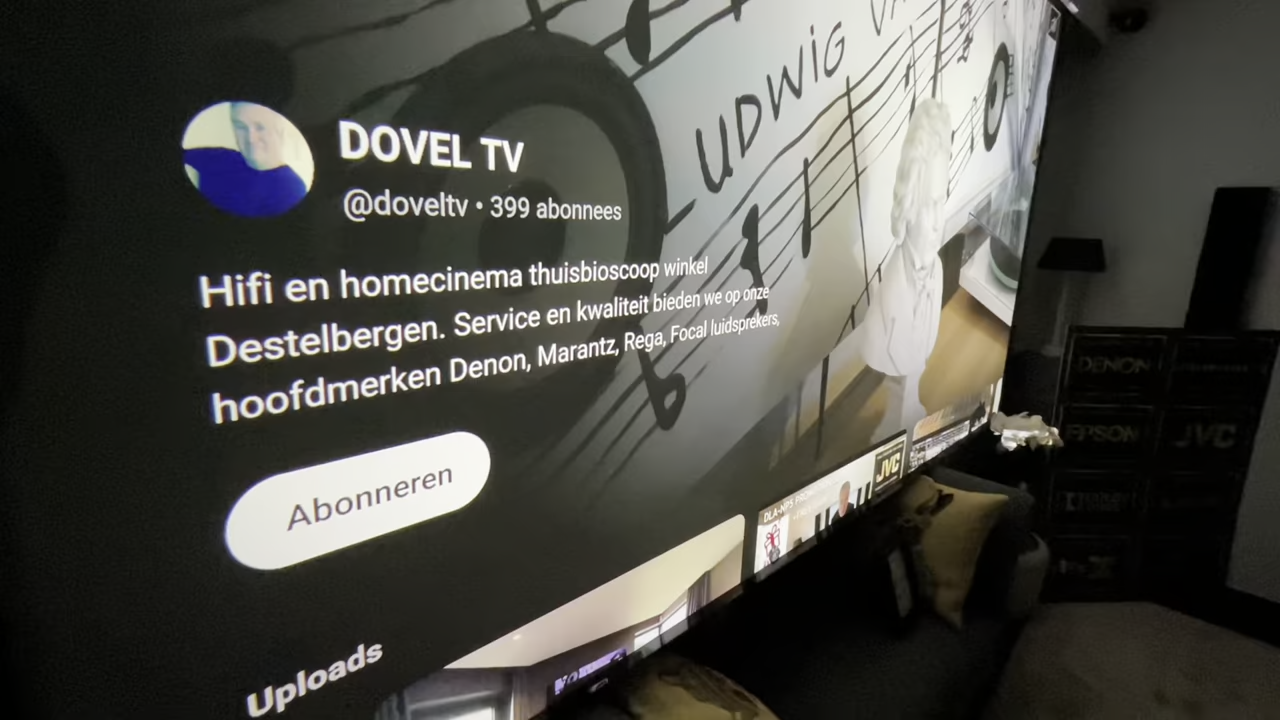 LUDWIG VA
DOVEL TV
@doveltv • 399 abonnees
Hifi en homecinema thuisbioscoop winkel
Destelbergen. Service en kwaliteit bieden we op onze
hoofdmerken Denon, Marantz, Rega, Focal luidsprekers,
Abonneren
Uploads
JVC
DENON
EPSON
JVC